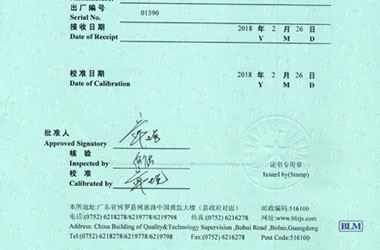 出厂编号
Serial No. 01590
接收日期 2018 年 2 月 26 日
Date of Receipt Y M D
校准日期 2018 年 2 月 26 日
Date of Calibration Y M D
批准人
Approved Signatory
核验
Inspected by
校准
Calibrated by
证书专用章
Issued by(Stamp)
本所地址:广东省博罗县博惠路中国质监大楼(县政府对面) 邮政编码:516100
电话:(0752) 6218278/6219778/6219798 传真:(0752) 6216278 网址:www.blzjs.com
Address: China Building of Quality&Technology Supervision ,Bohui Road ,Boluo,Guangdong
Tel: (0752) 6218278/6219778/6219798 Fax:(0752) 6216278 Post Code:516100
BLM